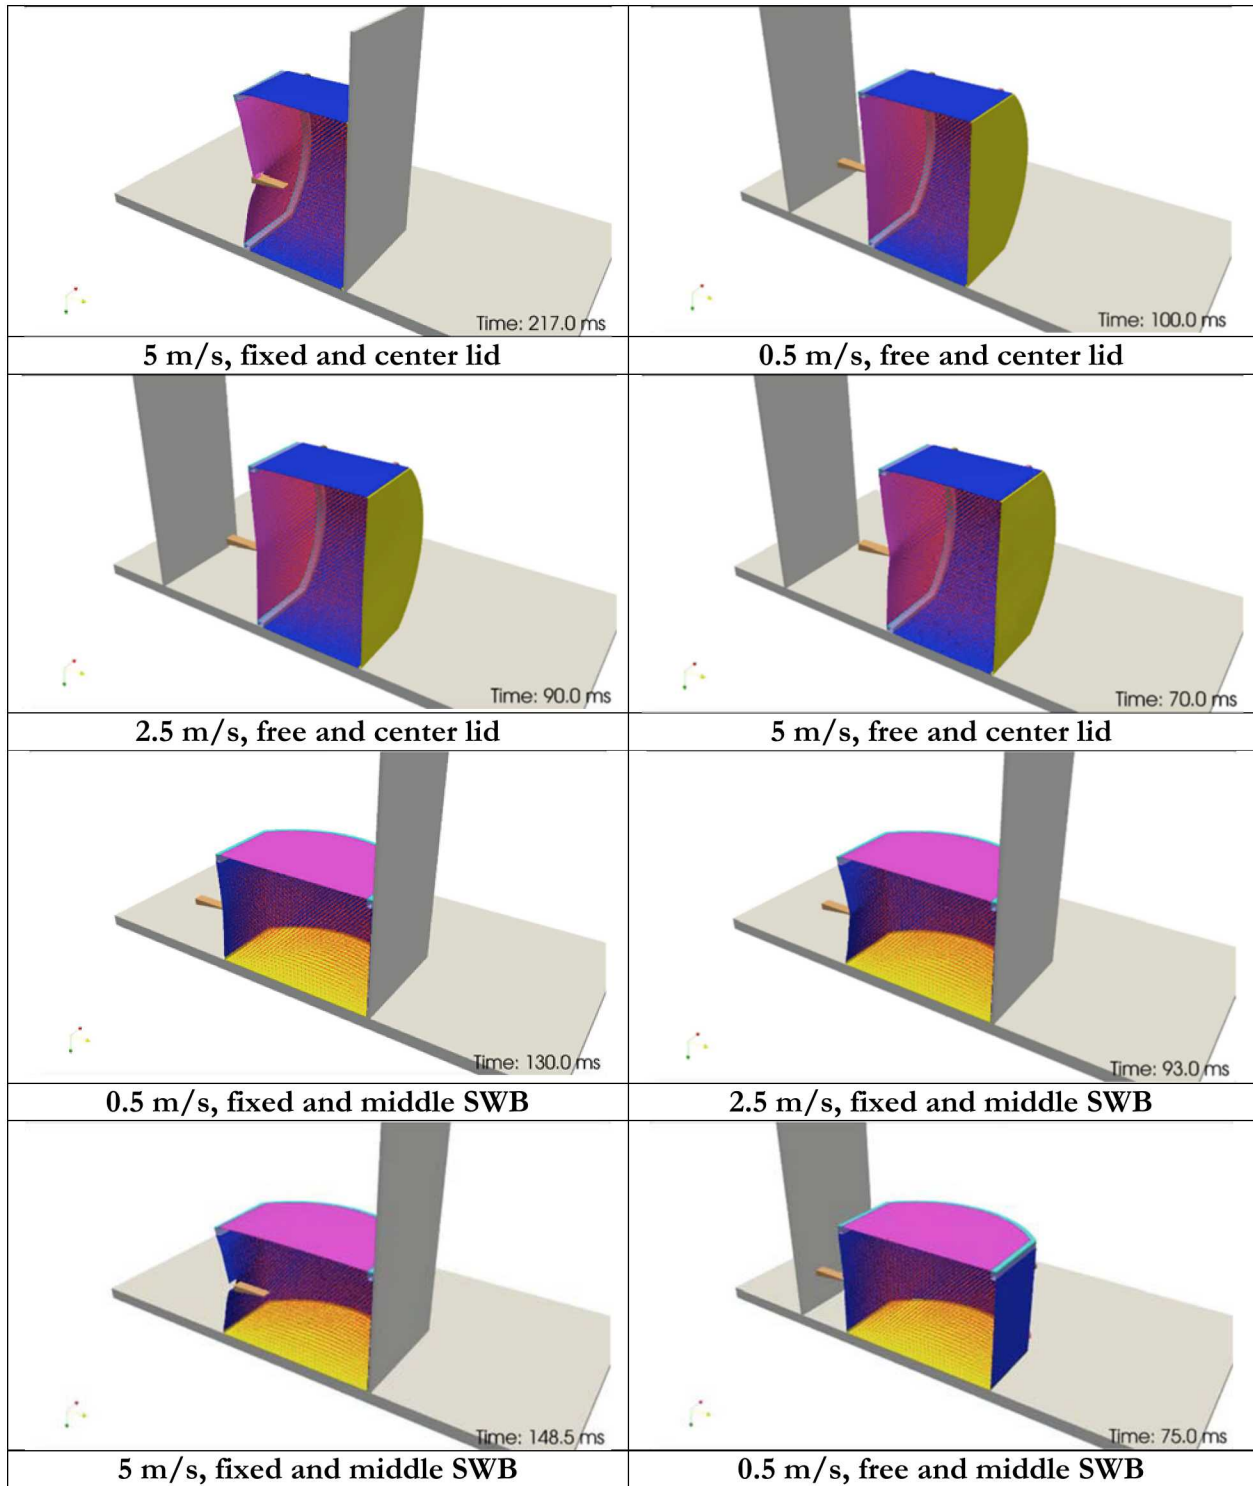 Time: 217.0 ms
Time: 100.0 ms
5 m/s, fixed and center lid
0.5 m/s, free and center lid
Time: 90.0 ms
Time: 70.0 ms
2.5 m/s, free and center lid
5 m/s, free and center lid
Time: 130.0 ms
Time: 93.0 ms
0.5 m/s, fixed and middle SWB
2.5 m/s, fixed and middle SWB
Time: 148.5 ms
Time: 75.0 ms
5 m/s, fixed and middle SWB
0.5 m/s, free and middle SWB